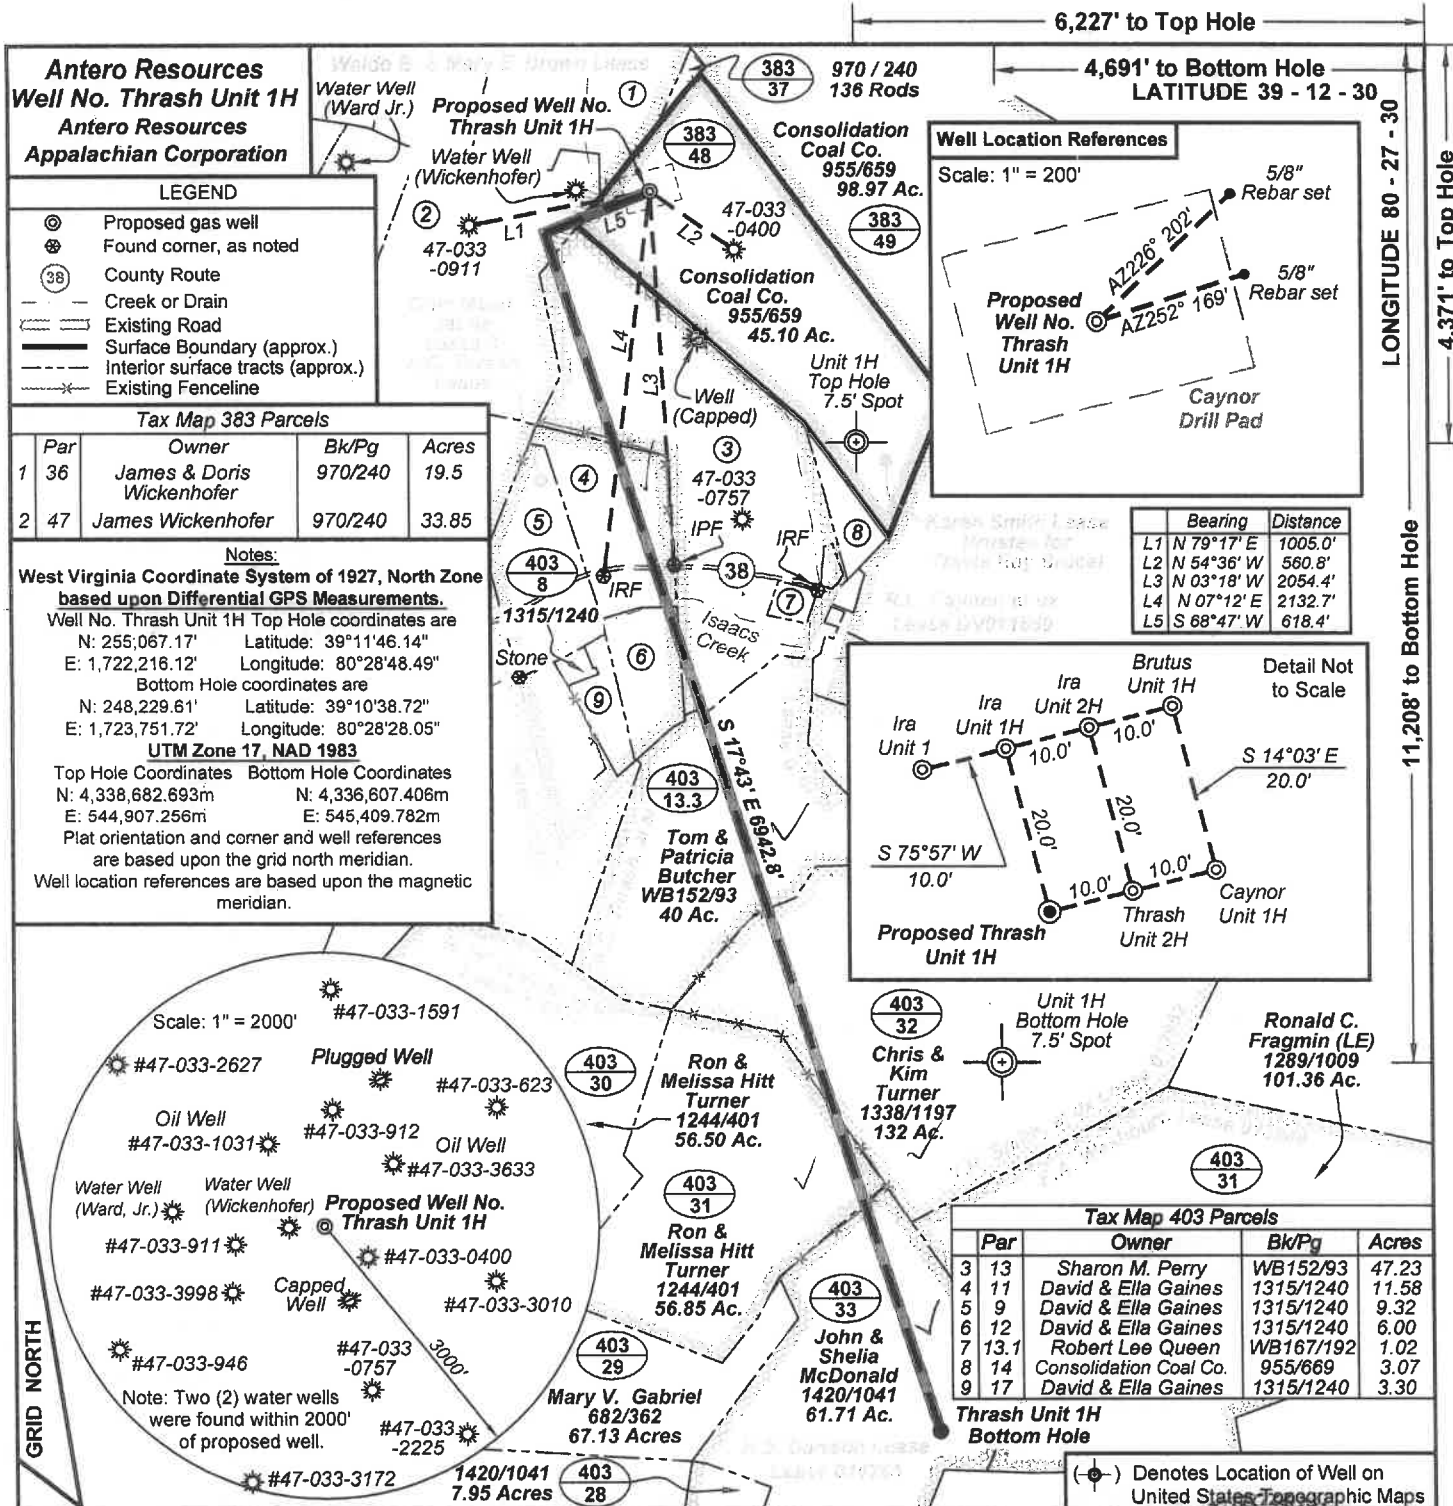 6,227' to Top Hole
4,691' to Bottom Hole
LATITUDE 39 - 12 - 30
LONGITUDE 80 - 27 - 30
4,371' to Top Hole
11,208' to Bottom Hole
Antero Resources
Well No. Thrash Unit 1H
Antero Resources
Appalachian Corporation
LEGEND
Proposed gas well
Found corner, as noted
38 County Route
Creek or Drain
Existing Road
Surface Boundary (approx.)
Interior surface tracts (approx.)
Existing Fenceline
Tax Map 383 Parcels
Par Owner Bk/Pg Acres
1 36 James & Doris 970/240 19.5
Wickenhofer
2 47 James Wickenhofer 970/240 33.85
Notes:
West Virginia Coordinate System of 1927, North Zone
based upon Differential GPS Measurements.
Well No. Thrash Unit 1H Top Hole coordinates are
N: 255,067.17' Latitude: 39°11'46.14"
E: 1,722,216.12' Longitude: 80°28'48.49"
Bottom Hole coordinates are
N: 248,229.61' Latitude: 39°10'38.72"
E: 1,723,751.72' Longitude: 80°28'28.05"
UTM Zone 17, NAD 1983
Top Hole Coordinates Bottom Hole Coordinates
N: 4,338,682.693m N: 4,336,607.406m
E: 544,907.256m E: 545,409.782m
Plat orientation and corner and well references
are based upon the grid north meridian.
Well location references are based upon the magnetic
meridian.
Waldo B. & Mary E. Brown Lease
Water Well
(Ward Jr.)
Proposed Well No.
Thrash Unit 1H
1
Water Well
(Wickenhofer)
2
47-033
-0911
L1
L5
L2
L4
L3
383
48
383
37
970 / 240
136 Rods
Consolidation
Coal Co.
955/659
98.97 Ac.
383
49
47-033
-0400
Consolidation
Coal Co.
955/659
45.10 Ac.
Unit 1H
Top Hole
7.5' Spot
Well
(Capped)
3
47-033
-0757
4
5
403
8
1315/1240
IRF
IPF
38
IRF
7
8
Isaacs
Creek
6
9
Stone
S 17°43' E 6942.8'
Well Location References
Scale: 1" = 200'
5/8"
Rebar set
AZ226° 202'
5/8"
Rebar set
AZ252° 169'
Proposed
Well No.
Thrash
Unit 1H
Caynor
Drill Pad
Bearing Distance
L1 N 79°17' E 1005.0'
L2 N 54°36' W 560.8'
L3 N 03°18' W 2054.4'
L4 N 07°12' E 2132.7'
L5 S 68°47' W 618.4'
Detail Not
to Scale
Ira
Unit 1
Ira
Unit 1H
Ira
Unit 2H
Brutus
Unit 1H
10.0'
10.0'
S 14°03' E
20.0'
20.0'
20.0'
S 75°57' W
10.0'
10.0'
10.0'
Proposed Thrash
Unit 1H
Thrash
Unit 2H
Caynor
Unit 1H
403
13.3
Tom &
Patricia
Butcher
WB152/93
40 Ac.
403
32
Chris &
Kim
Turner
1338/1197
132 Ac.
Unit 1H
Bottom Hole
7.5' Spot
Ronald C.
Fragmin (LE)
1289/1009
101.36 Ac.
403
31
403
30
Ron &
Melissa Hitt
Turner
1244/401
56.50 Ac.
403
31
Ron &
Melissa Hitt
Turner
1244/401
56.85 Ac.
403
33
John &
Shelia
McDonald
1420/1041
61.71 Ac.
403
29
Mary V. Gabriel
682/362
67.13 Acres
1420/1041
7.95 Acres
403
28
Thrash Unit 1H
Bottom Hole
Tax Map 403 Parcels
Par Owner Bk/Pg Acres
3 13 Sharon M. Perry WB152/93 47.23
4 11 David & Ella Gaines 1315/1240 11.58
5 9 David & Ella Gaines 1315/1240 9.32
6 12 David & Ella Gaines 1315/1240 6.00
7 13.1 Robert Lee Queen WB167/192 1.02
8 14 Consolidation Coal Co. 955/669 3.07
9 17 David & Ella Gaines 1315/1240 3.30
Denotes Location of Well on
United States Topographic Maps
Scale: 1" = 2000'
#47-033-1591
#47-033-2627
Plugged Well
#47-033-623
Oil Well
#47-033-1031
#47-033-912
Oil Well
#47-033-3633
Water Well
(Ward, Jr.)
Water Well
(Wickenhofer)
Proposed Well No.
Thrash Unit 1H
#47-033-911
#47-033-0400
#47-033-3998
Capped
Well
#47-033-3010
#47-033-946
#47-033
-0757
3000'
#47-033
-2225
Note: Two (2) water wells
were found within 2000'
of proposed well.
#47-033-3172
GRID NORTH